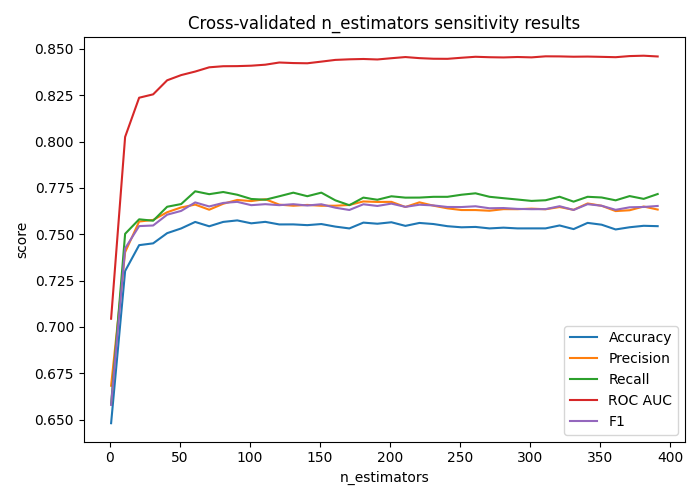 Cross-validated n_estimators sensitivity results
score
0.850
0.825
0.800
0.775
0.750
0.725
0.700
0.675
0.650
Accuracy
Precision
Recall
ROC AUC
F1
0 50 100 150 200 250 300 350 400
n_estimators